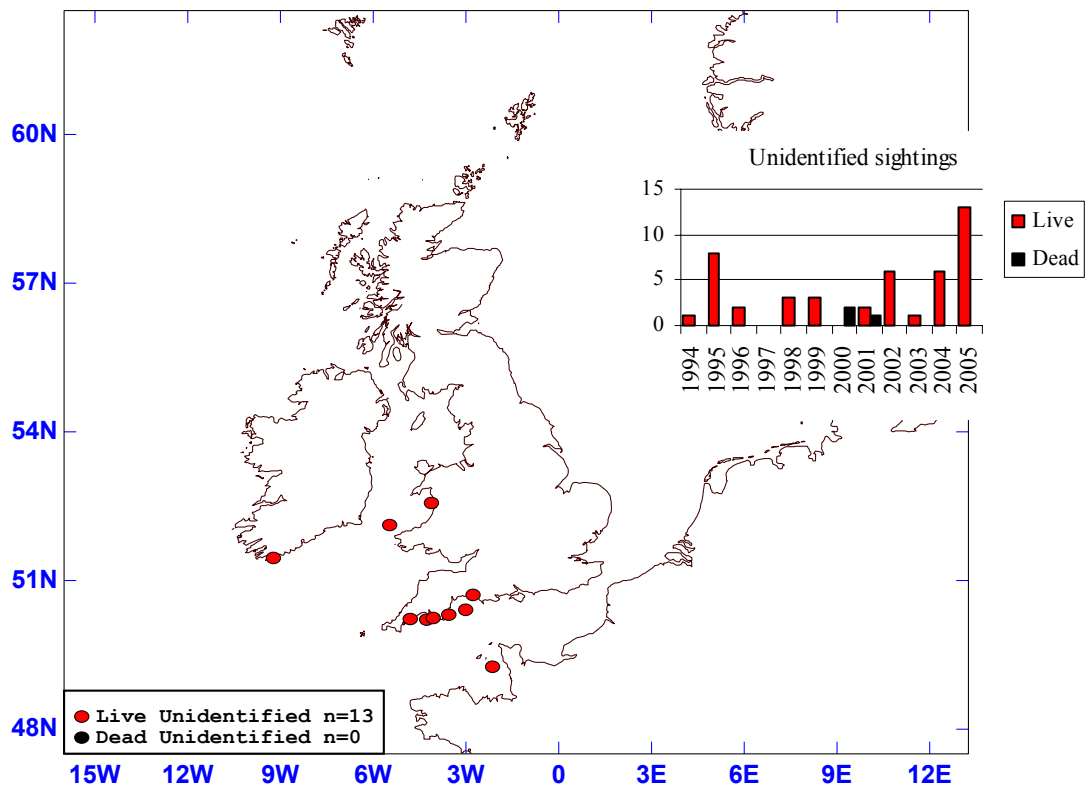 60N
57N
54N
51N
48N
15W 12W 9W 6W 3W 0 3E 6E 9E 12E
Unidentified sightings
15
10
5
0
1994 1995 1996 1997 1998 1999 2000 2001 2002 2003 2004 2005
Live
Dead
Live Unidentified n=13
Dead Unidentified n=0